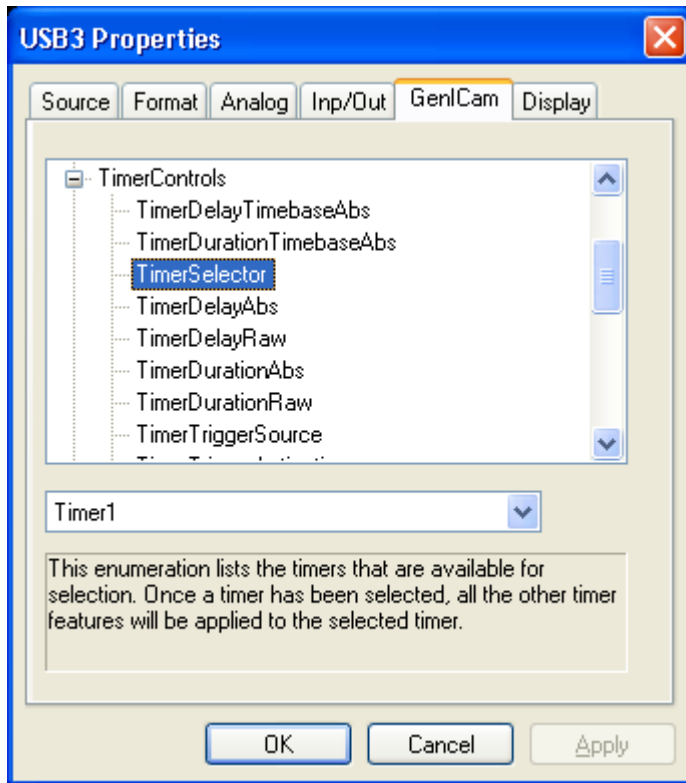 USB3 Properties
Source Format Analog Inp/Out GenICam Display
TimerControls
TimerDelayTimebaseAbs
TimerDurationTimebaseAbs
TimerSelector
TimerDelayAbs
TimerDelayRaw
TimerDurationAbs
TimerDurationRaw
TimerTriggerSource
Timer1
This enumeration lists the timers that are available for
selection. Once a timer has been selected, all the other timer
features will be applied to the selected timer.
OK Cancel Apply